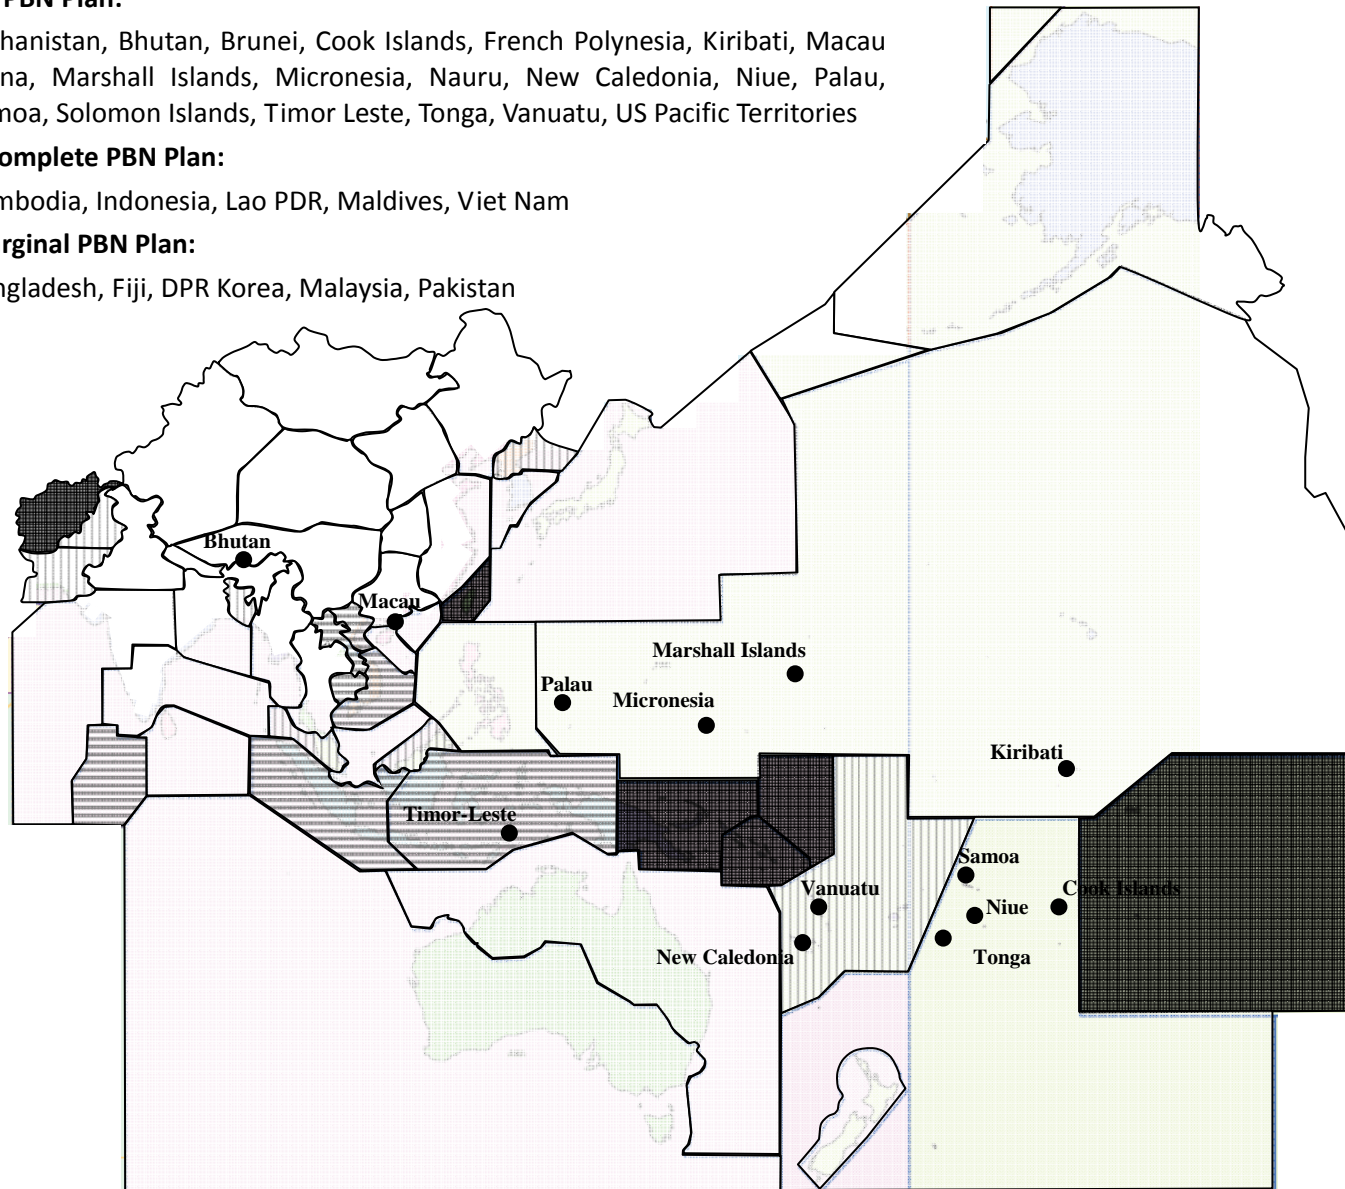 PBN Plan:
hanistan, Bhutan, Brunei, Cook Islands, French Polynesia, Kiribati, Macau
na, Marshall Islands, Micronesia, Nauru, New Caledonia, Niue, Palau,
moa, Solomon Islands, Timor Leste, Tonga, Vanuatu, US Pacific Territories
complete PBN Plan:
mbodia, Indonesia, Lao PDR, Maldives, Viet Nam
rginal PBN Plan:
ngladesh, Fiji, DPR Korea, Malaysia, Pakistan
Bhutan
Macau
Marshall Islands
Palau
Micronesia
Kiribati
Timor-Leste
Samoa
Vanuatu
Cook Islands
Niue
New Caledonia
Tonga